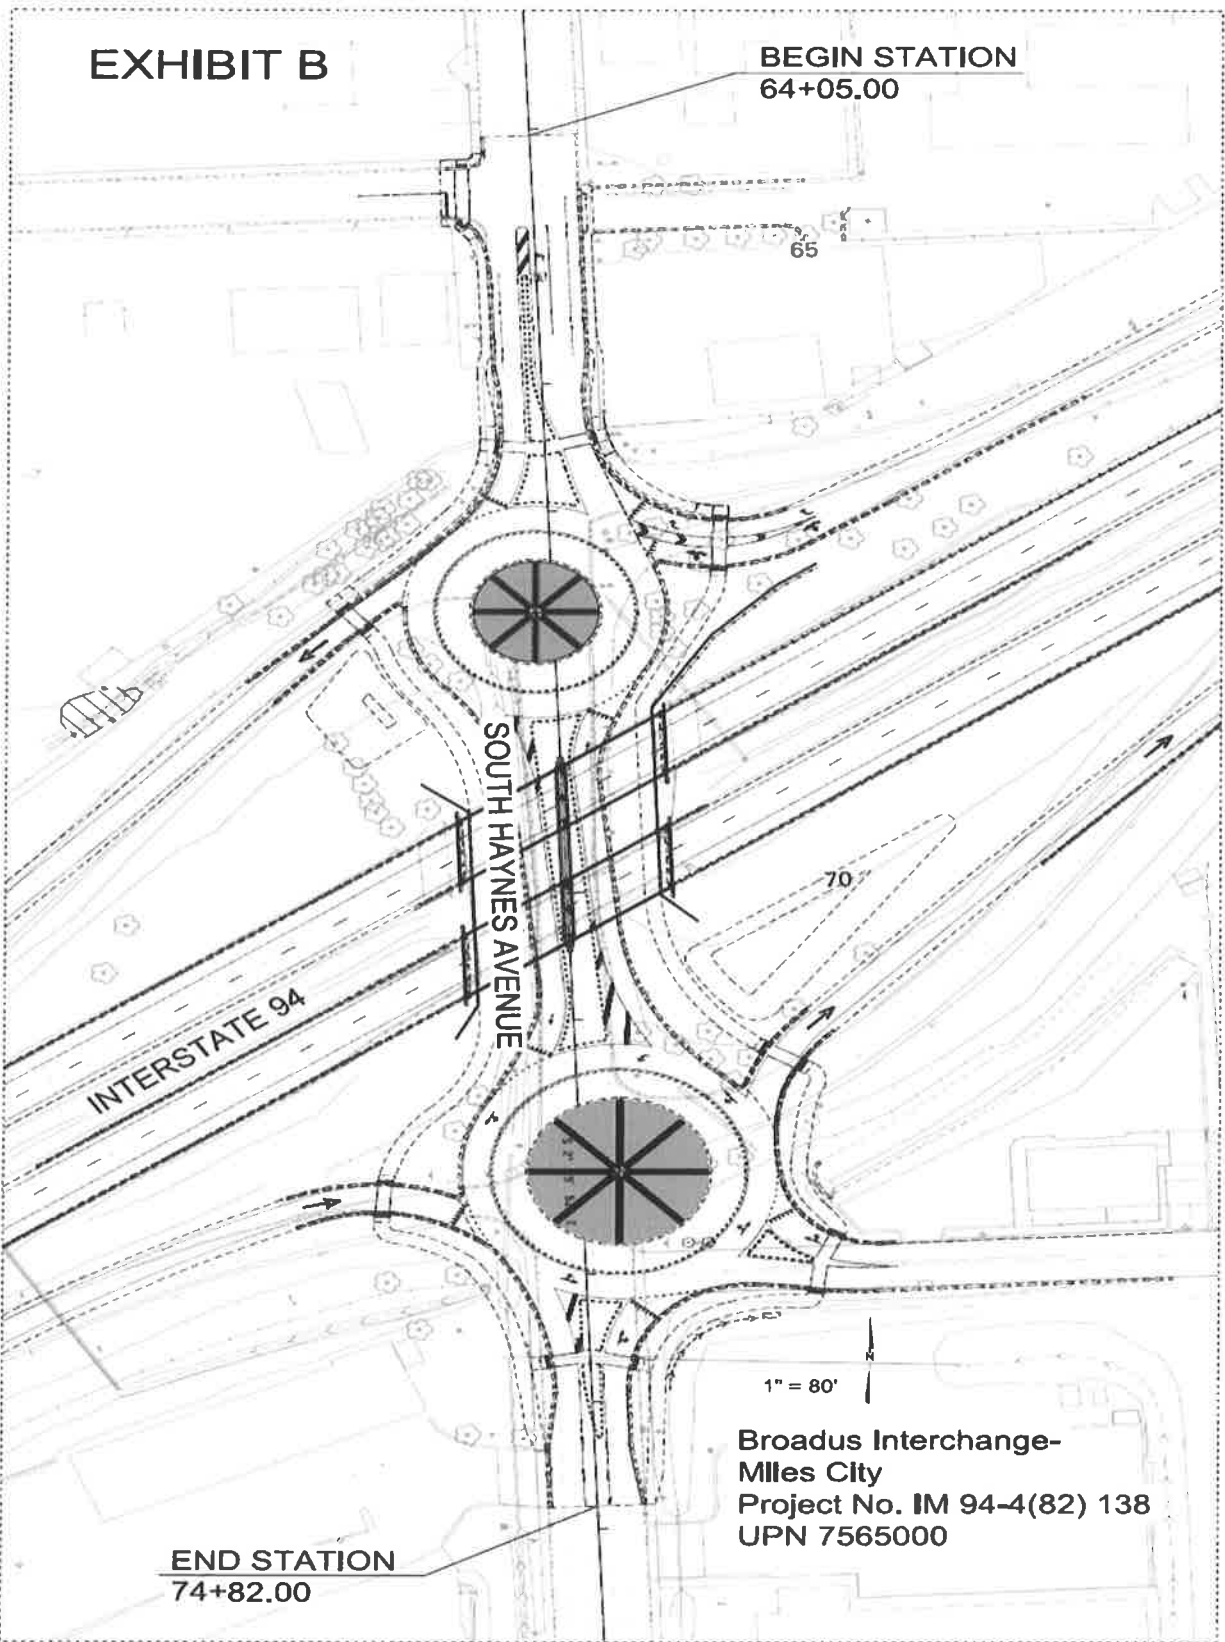 EXHIBIT B
BEGIN STATION
64+05.00
65
SOUTH HAYNES AVENUE
70
INTERSTATE 94
N
1" = 80'
Broadus Interchange-
Miles City
Project No. IM 94-4(82) 138
UPN 7565000
END STATION
74+82.00